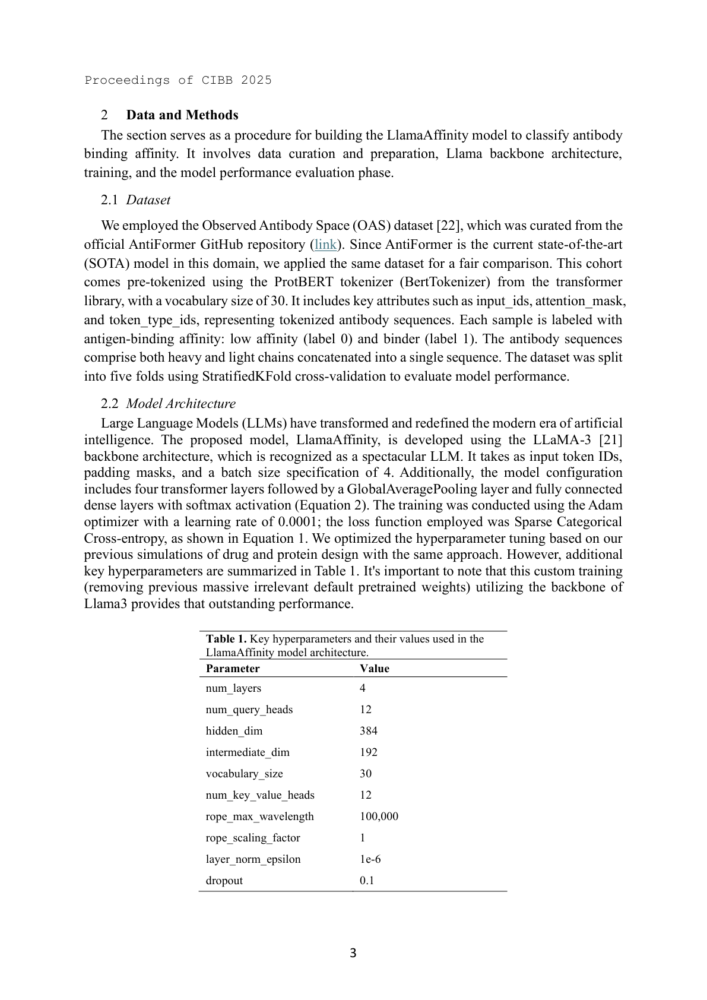 Proceedings of CIBB 2025
2 Data and Methods
The section serves as a procedure for building the LlamaAffinity model to classify antibody
binding affinity. It involves data curation and preparation, Llama backbone architecture,
training, and the model performance evaluation phase.
2.1 Dataset
We employed the Observed Antibody Space (OAS) dataset [22], which was curated from the
official AntiFormer GitHub repository (link). Since AntiFormer is the current state-of-the-art
(SOTA) model in this domain, we applied the same dataset for a fair comparison. This cohort
comes pre-tokenized using the ProtBERT tokenizer (BertTokenizer) from the transformer
library, with a vocabulary size of 30. It includes key attributes such as input_ids, attention_mask,
and token_type_ids, representing tokenized antibody sequences. Each sample is labeled with
antigen-binding affinity: low affinity (label 0) and binder (label 1). The antibody sequences
comprise both heavy and light chains concatenated into a single sequence. The dataset was split
into five folds using StratifiedKFold cross-validation to evaluate model performance.
2.2 Model Architecture
Large Language Models (LLMs) have transformed and redefined the modern era of artificial
intelligence. The proposed model, LlamaAffinity, is developed using the LLaMA-3 [21]
backbone architecture, which is recognized as a spectacular LLM. It takes as input token IDs,
padding masks, and a batch size specification of 4. Additionally, the model configuration
includes four transformer layers followed by a GlobalAveragePooling layer and fully connected
dense layers with softmax activation (Equation 2). The training was conducted using the Adam
optimizer with a learning rate of 0.0001; the loss function employed was Sparse Categorical
Cross-entropy, as shown in Equation 1. We optimized the hyperparameter tuning based on our
previous simulations of drug and protein design with the same approach. However, additional
key hyperparameters are summarized in Table 1. It's important to note that this custom training
(removing previous massive irrelevant default pretrained weights) utilizing the backbone of
Llama3 provides that outstanding performance.
Table 1. Key hyperparameters and their values used in the
LlamaAffinity model architecture.
Parameter Value
num_layers 4
num_query_heads 12
hidden_dim 384
intermediate_dim 192
vocabulary_size 30
num_key_value_heads 12
rope_max_wavelength 100,000
rope_scaling_factor 1
layer_norm_epsilon 1e-6
dropout 0.1
3